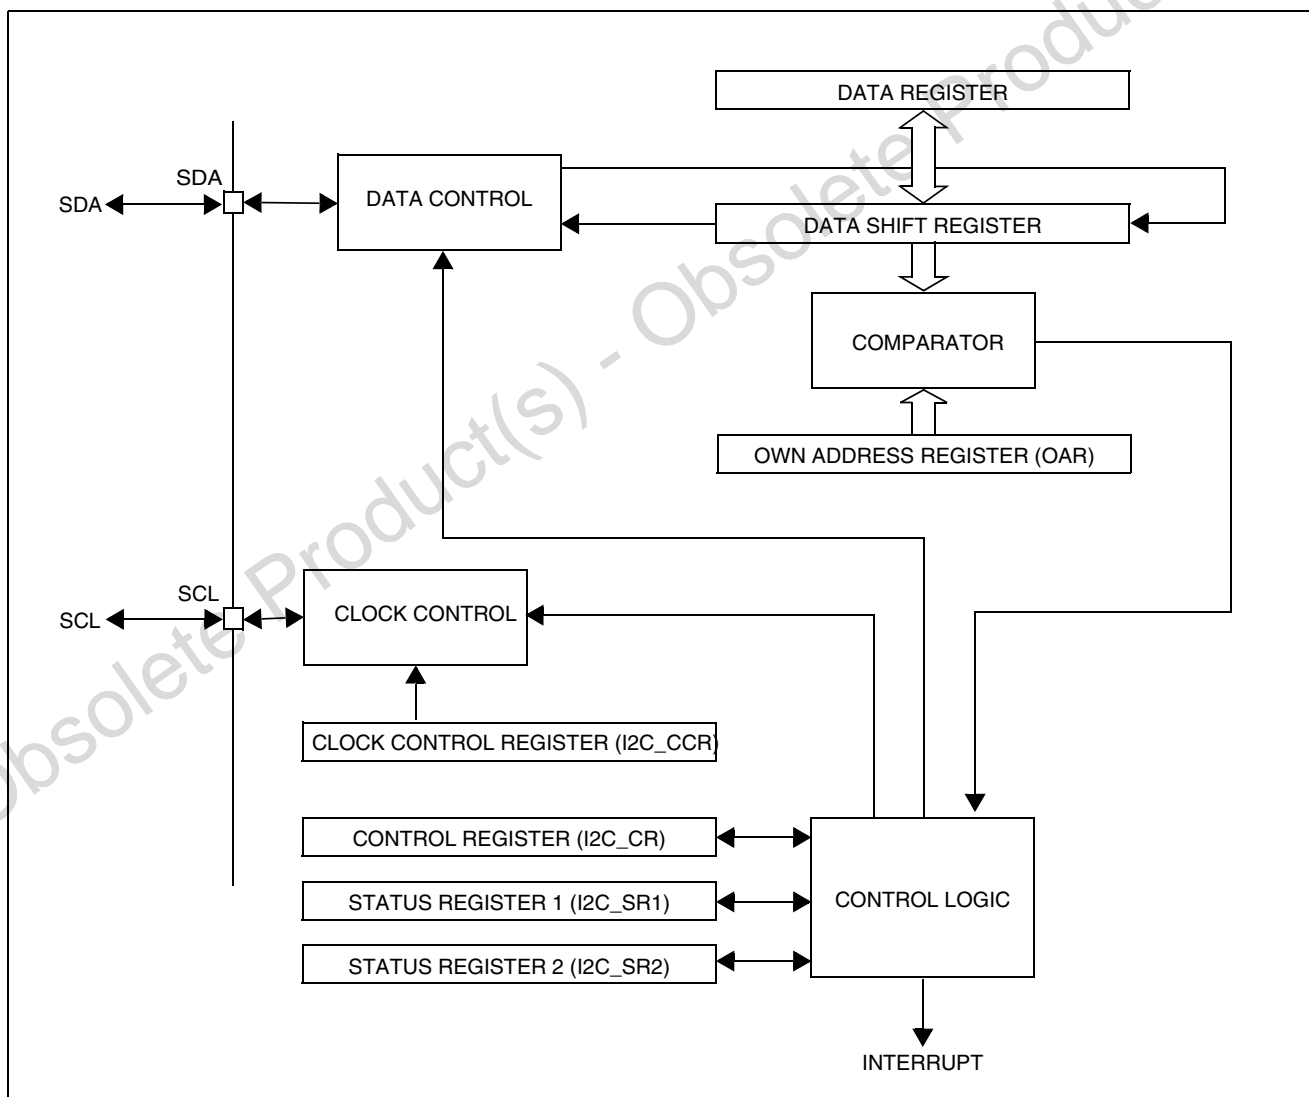 DATA REGISTER
SDA
SDA
DATA CONTROL
DATA SHIFT REGISTER
COMPARATOR
OWN ADDRESS REGISTER (OAR)
SCL
SCL
CLOCK CONTROL
CLOCK CONTROL REGISTER (I2C_CCR)
CONTROL REGISTER (I2C_CR)
STATUS REGISTER 1 (I2C_SR1)
CONTROL LOGIC
STATUS REGISTER 2 (I2C_SR2)
INTERRUPT
Obsolete Product(s) - Obsolete Produc